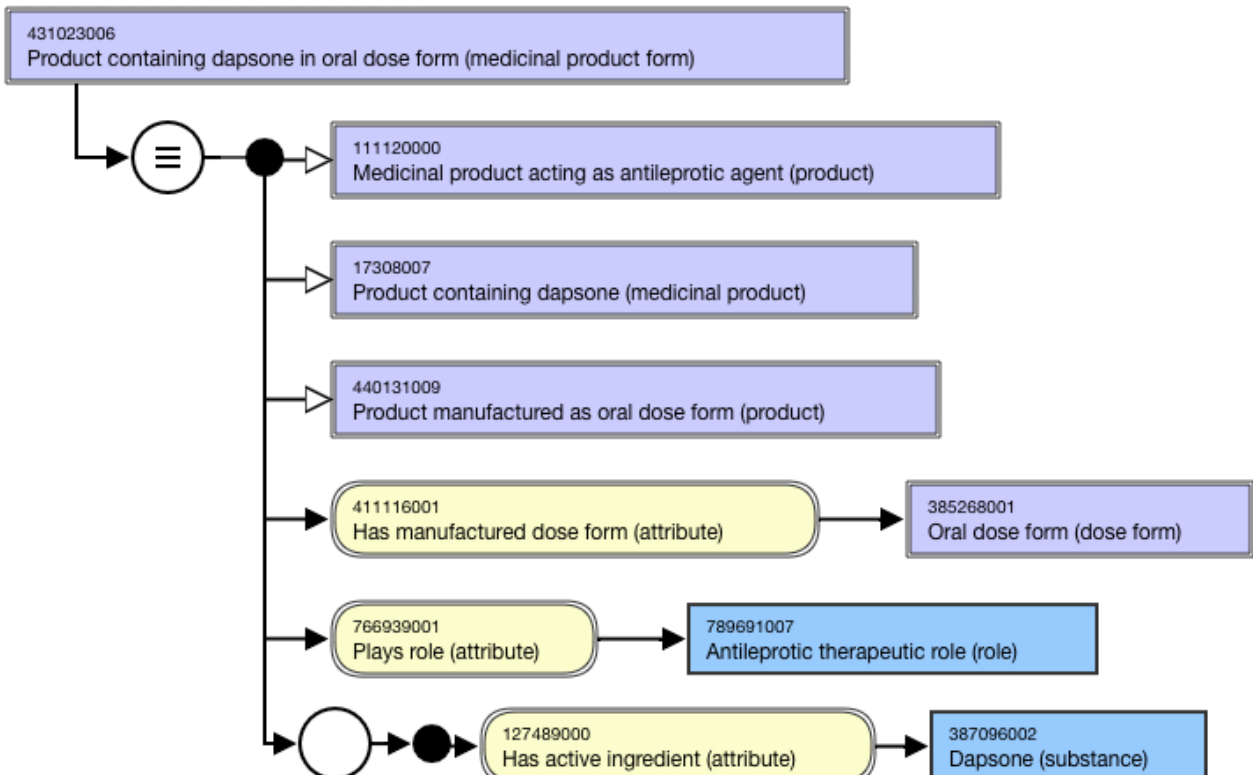 431023006
Product containing dapsone in oral dose form (medicinal product form)
111120000
Medicinal product acting as antileprotic agent (product)
17308007
Product containing dapsone (medicinal product)
440131009
Product manufactured as oral dose form (product)
411116001
Has manufactured dose form (attribute)
385268001
Oral dose form (dose form)
766939001
Plays role (attribute)
789691007
Antileprotic therapeutic role (role)
127489000
Has active ingredient (attribute)
387096002
Dapsone (substance)